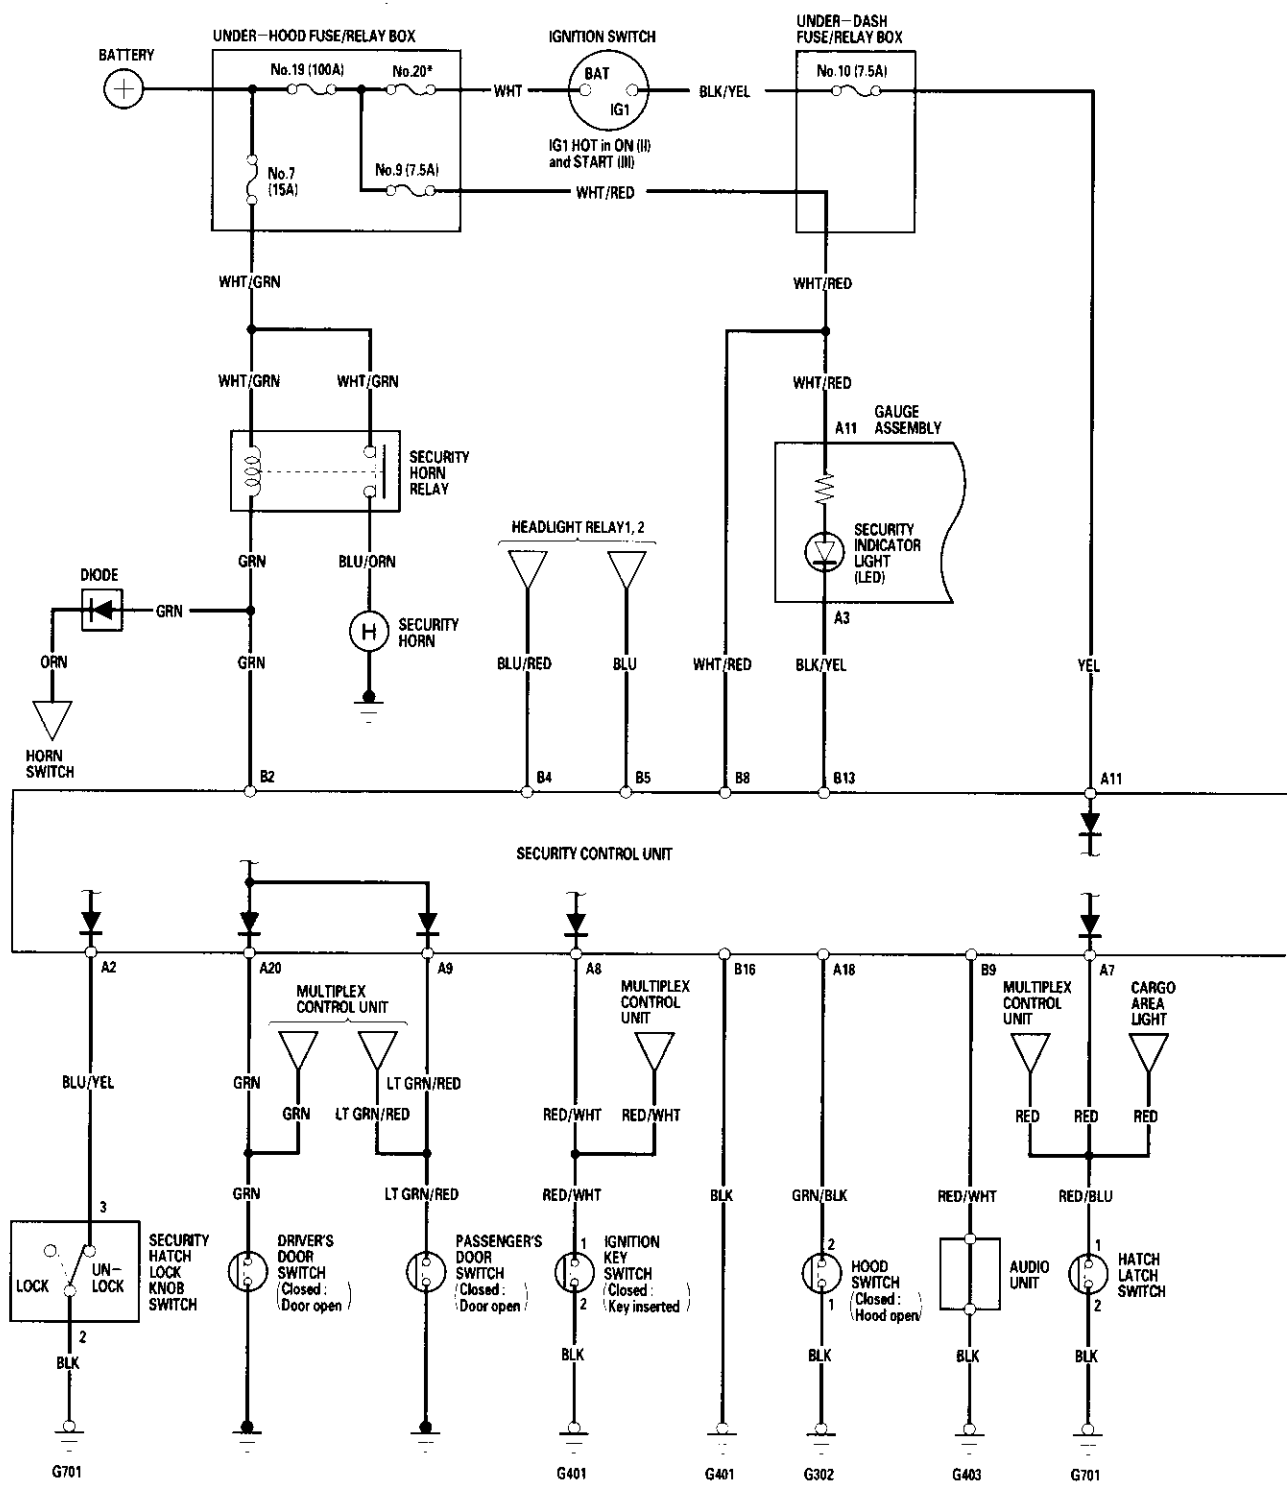 UNDER-HOOD FUSE/RELAY BOX
IGNITION SWITCH
UNDER-DASH
FUSE/RELAY BOX
BATTERY
No.19 (100A)
No.20*
BAT
IG1
No.10 (7.5A)
WHT
BLK/YEL
IG1 HOT in ON (II)
and START (III)
No.7
(15A)
No.9 (7.5A)
WHT/RED
WHT/GRN
WHT/RED
WHT/GRN
WHT/GRN
WHT/RED
A11
GAUGE
ASSEMBLY
SECURITY
HORN
RELAY
HEADLIGHT RELAY1, 2
SECURITY
INDICATOR
LIGHT
(LED)
GRN
BLU/ORN
DIODE
GRN
A3
SECURITY
HORN
H
ORN
GRN
BLU/RED
BLU
WHT/RED
BLK/YEL
YEL
HORN
SWITCH
B2
B4
B5
B8
B13
A11
SECURITY CONTROL UNIT
A2
A20
A9
A8
B16
A18
B9
A7
MULTIPLEX
CONTROL UNIT
MULTIPLEX
CONTROL
UNIT
MULTIPLEX
CONTROL
UNIT
CARGO
AREA
LIGHT
BLU/YEL
GRN
LT GRN/RED
GRN
LT GRN/RED
RED/WHT
RED/WHT
RED
RED
RED
GRN
LT GRN/RED
RED/WHT
BLK
GRN/BLK
RED/WHT
RED/BLU
3
LOCK
UN-
LOCK
SECURITY
HATCH
LOCK
KNOB
SWITCH
2
DRIVER'S
DOOR
SWITCH
(Closed :
Door open)
PASSENGER'S
DOOR
SWITCH
(Closed :
Door open)
1
IGNITION
KEY
SWITCH
(Closed :
Key inserted)
2
2
HOOD
SWITCH
(Closed :
Hood open)
1
AUDIO
UNIT
1
HATCH
LATCH
SWITCH
2
BLK
BLK
BLK
BLK
BLK
G701
G401
G401
G302
G403
G701